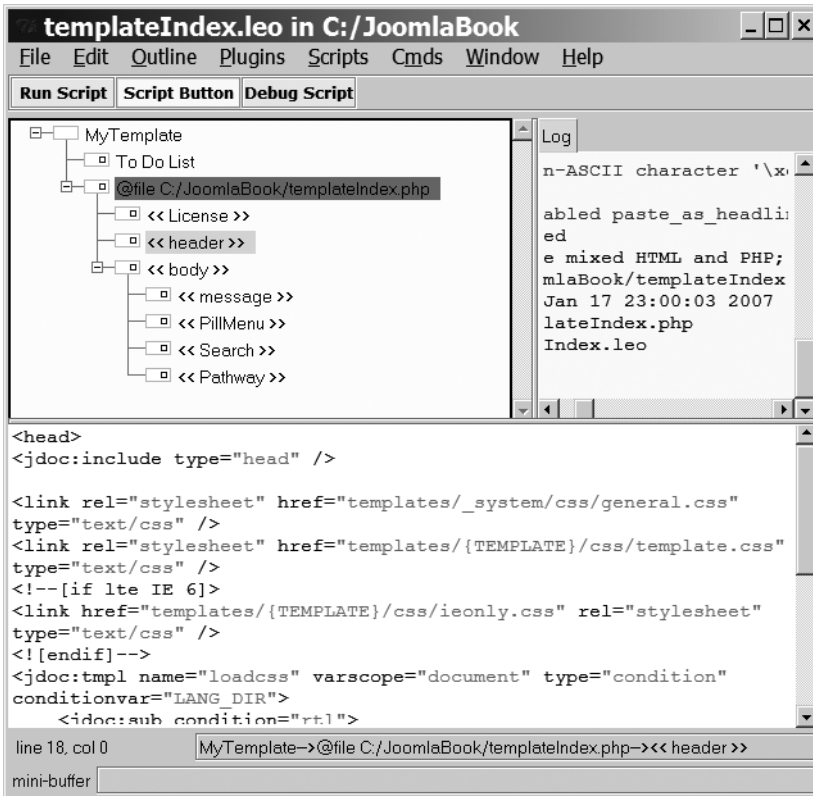 templateIndex.leo in C:/JoomlaBook
File Edit Outline Plugins Scripts Cmds Window Help
Run Script Script Button Debug Script
MyTemplate
To Do List
@file C:/JoomlaBook/templateIndex.php
<< License >>
<< header >>
<< body >>
<< message >>
<< PillMenu >>
<< Search >>
<< Pathway >>
Log
n-ASCII character '\x
abled paste_as_headli
ed
e mixed HTML and PHP;
mlaBook/templateIndex
Jan 17 23:00:03 2007
lateIndex.php
Index.leo
<head>
<jdoc:include type="head" />
<link rel="stylesheet" href="templates/_system/css/general.css"
type="text/css" />
<link rel="stylesheet" href="templates/{TEMPLATE}/css/template.css"
type="text/css" />
<!--[if lte IE 6]>
<link href="templates/{TEMPLATE}/css/ieonly.css" rel="stylesheet"
type="text/css" />
<![endif]-->
<jdoc:tmpl name="loadcss" varscope="document" type="condition"
conditionvar="LANG_DIR">
<jdoc:sub condition="rtl">
line 18, col 0 MyTemplate->@file C:/JoomlaBook/templateIndex.php-><< header >>
mini-buffer